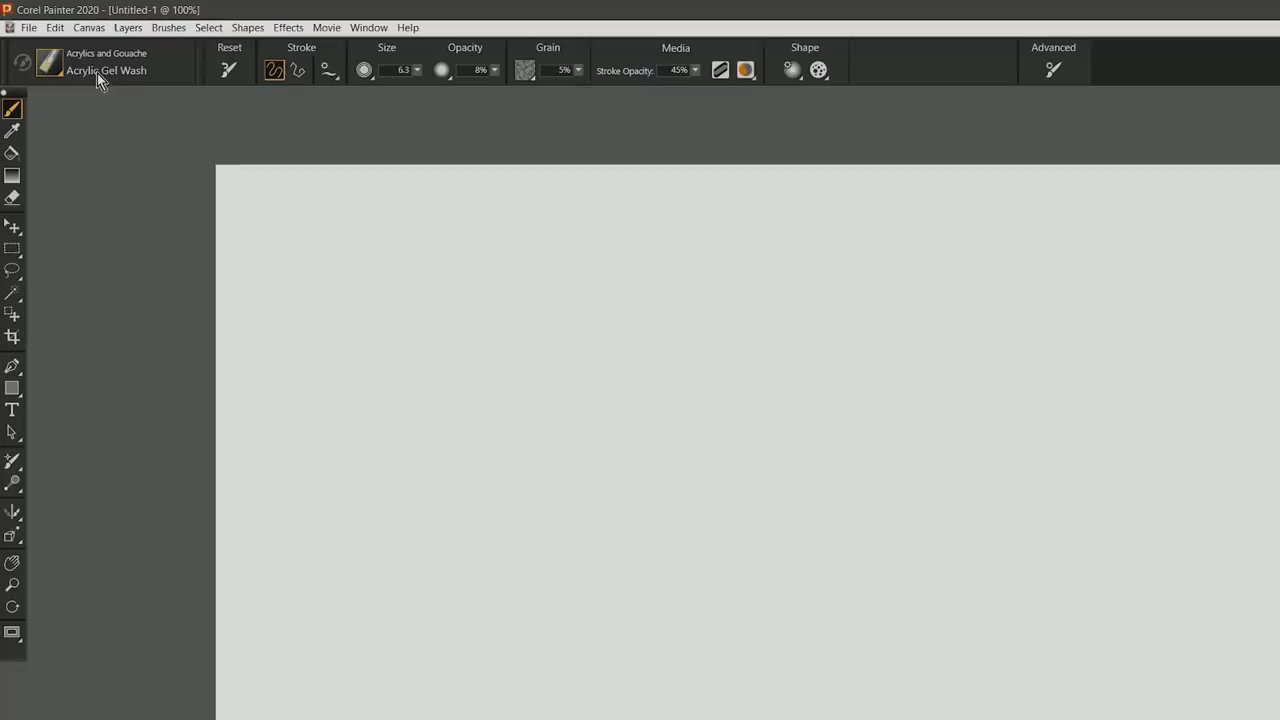 Corel Painter 2020 - [Untitled-1 @ 100%]
File Edit Canvas Layers Brushes Select Shapes Effects Movie Window Help
Acrylics and Gouache
Acrylic Gel Wash
Reset
Stroke
Size
6.3
Opacity
8%
Grain
5%
Media
Stroke Opacity: 45%
Shape
Advanced